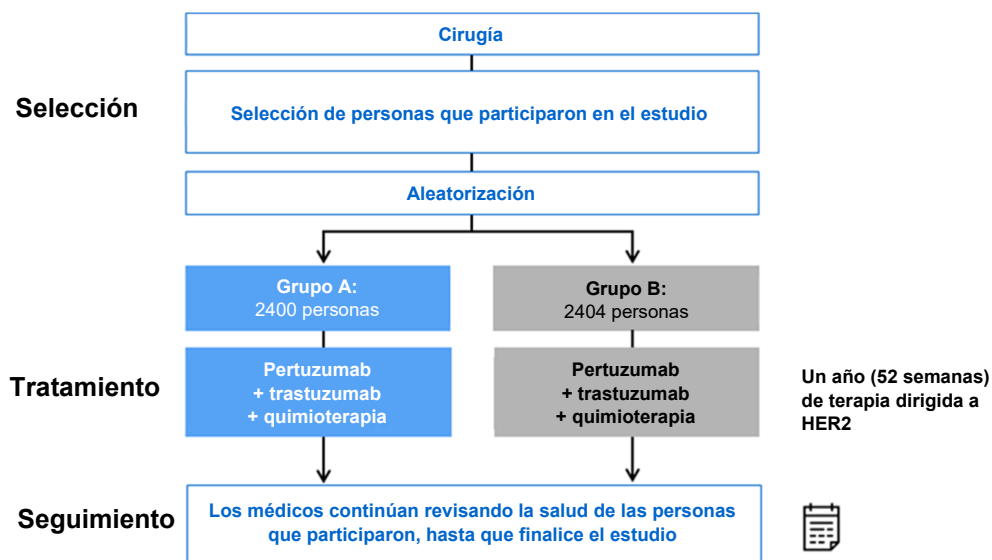 Cirugía
Selección
Selección de personas que participaron en el estudio
Aleatorización
Grupo A:
2400 personas
Grupo B:
2404 personas
Tratamiento
Pertuzumab
+ trastuzumab
+ quimioterapia
Pertuzumab
+ trastuzumab
+ quimioterapia
Un año (52 semanas)
de terapia dirigida a
HER2
Seguimiento
Los médicos continúan revisando la salud de las personas
que participaron, hasta que finalice el estudio